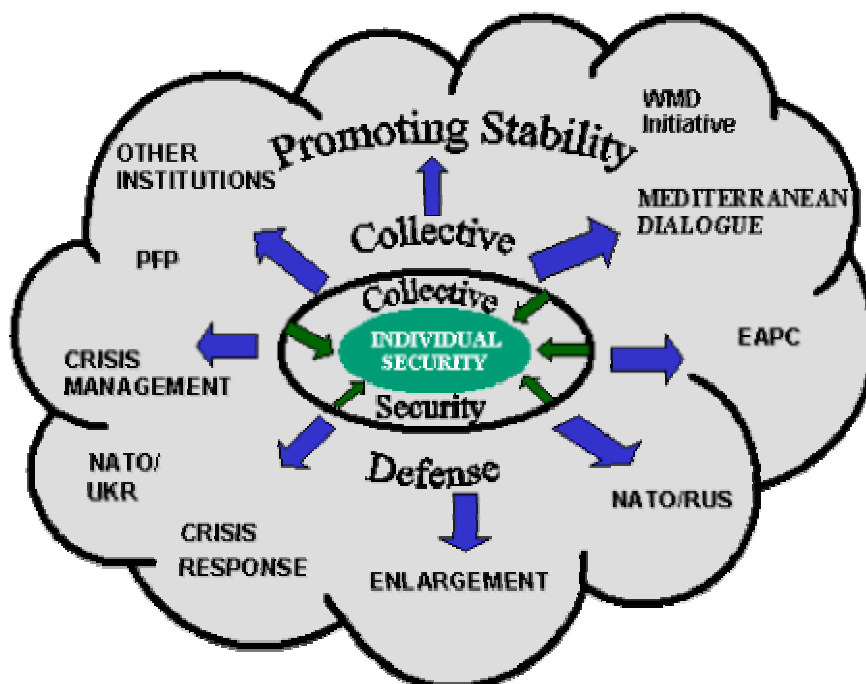 WMD
Initiative
Promoting Stability
OTHER
INSTITUTIONS
MEDITERRANEAN
DIALOGUE
Collective
PFP
Collective
INDIVIDUAL
SECURITY
EAPC
CRISIS
MANAGEMENT
Security
Defense
NATO/
UKR
NATO/RUS
CRISIS
RESPONSE
ENLARGEMENT